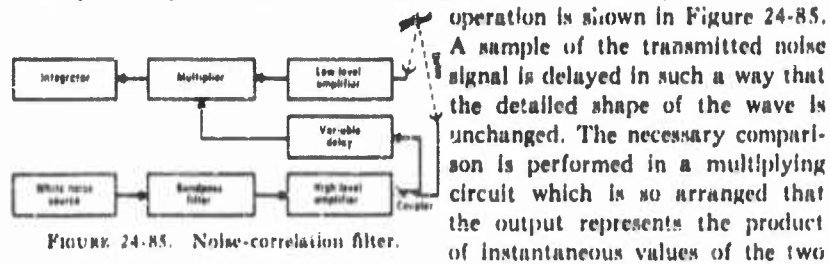 operation is shown in Figure 24-85.
A sample of the transmitted noise
signal is delayed in such a way that
the detailed shape of the wave is
unchanged. The necessary compari-
son is performed in a multiplying
circuit which is so arranged that
the output represents the product
of instantaneous values of the two
Integrator
Multiplier
Low level
amplifier
Variable
delay
White noise
source
Bandpass
filter
High level
amplifier
Coupler
FIGURE 24-85. Noise-correlation filter.